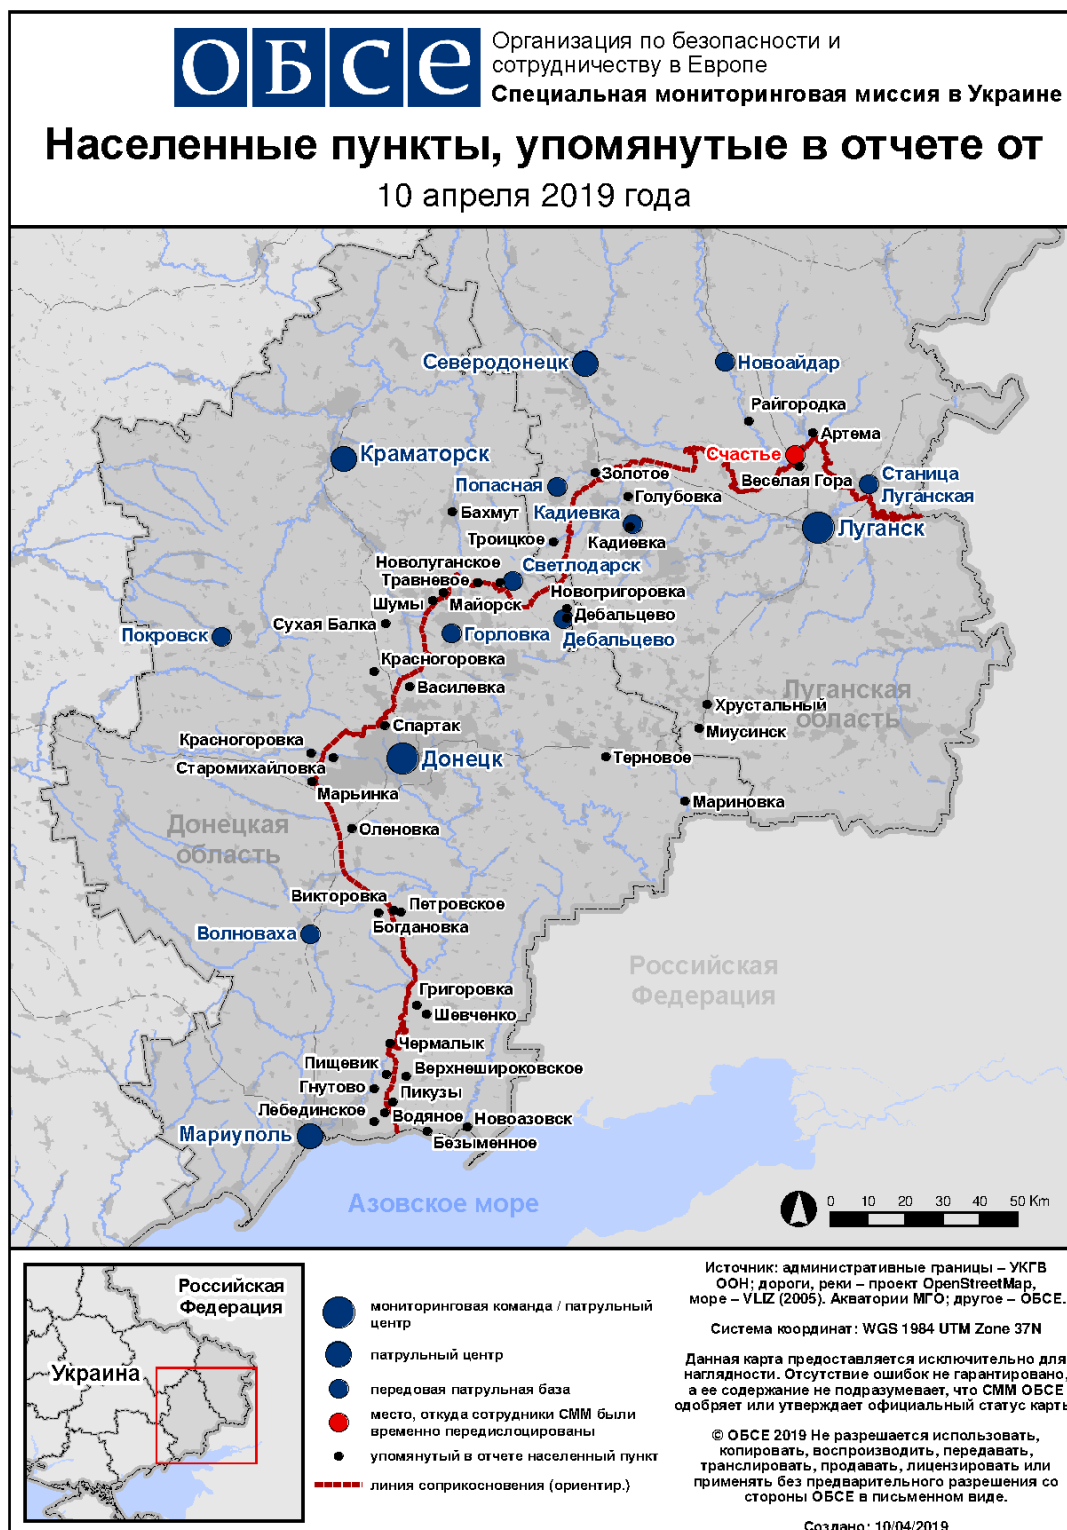 ОБСЕ
Организация по безопасности и
сотрудничеству в Европе
Специальная мониторинговая миссия в Украине
Населенные пункты, упомянутые в отчете от
10 апреля 2019 года
Северодонецк
Новоайдар
Райгородка
Артема
Счастье
Краматорск
Золотое
Веселая Гора
Станица
Луганская
Попасная
Голубовка
Бахмут
Кадиевка
Луганск
Троицкое
Кадиевка
Новолуганское
Светлодарск
Травневое
Новогригоровка
Шумы
Майорск
Дебальцево
Сухая Балка
Покровск
Горловка
Дебальцево
Красногоровка
Василевка
Луганская
область
Хрустальный
Спартак
Миусинск
Красногоровка
Донецк
Терновое
Старомихайловка
Марьинка
Мариновка
Донецкая
область
Оленовка
Викторовка
Петровское
Богдановка
Волноваха
Российская
Федерация
Григоровка
Шевченко
Чермалык
Пищевик
Верхнешироковское
Гнутово
Пикузы
Лебединское
Водяное
Новоазовск
Мариуполь
Безыменное
Азовское море
0 10 20 30 40 50 Km
Российская
Федерация
Украина
мониторинговая команда / патрульный
центр
патрульный центр
передовая патрульная база
место, откуда сотрудники СММ были
временно передислоцированы
упомянутый в отчете населенный пункт
линия соприкосновения (ориентир.)
Источник: административные границы – УКГВ
ООН; дороги, реки – проект OpenStreetMap,
море – VLIZ (2005). Акватории МГО; другое – ОБСЕ.
Система координат: WGS 1984 UTM Zone 37N
Данная карта предоставляется исключительно для
наглядности. Отсутствие ошибок не гарантировано,
а ее содержание не подразумевает, что СММ ОБСЕ
одобряет или утверждает официальный статус карты
© ОБСЕ 2019 Не разрешается использовать,
копировать, воспроизводить, передавать,
транслировать, продавать, лицензировать или
применять без предварительного разрешения со
стороны ОБСЕ в письменном виде.
Создано: 10/04/2019